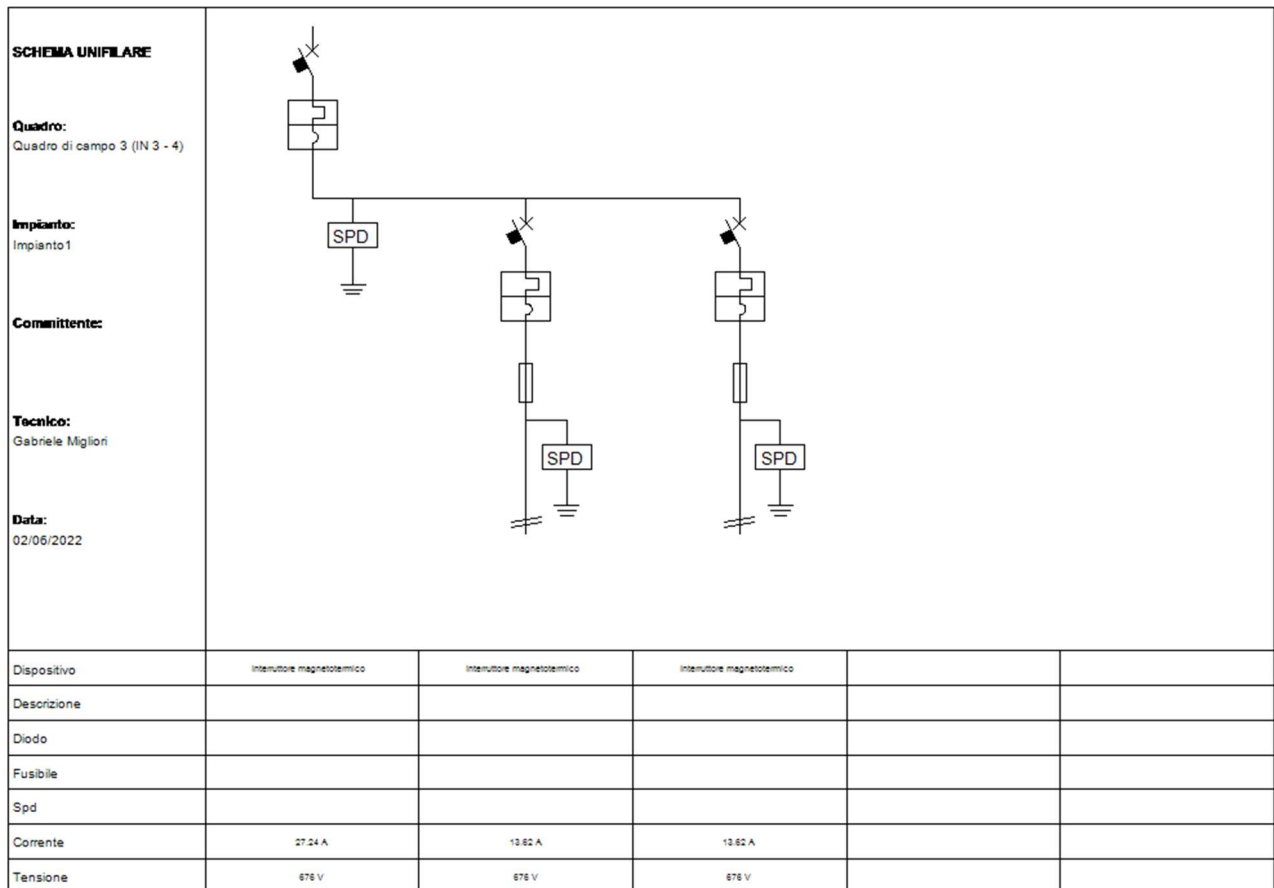 SCHEMA UNIFILARE
Quadro:
Quadro di campo 3 (IN 3 - 4)
Impianto:
Impianto1
Committente:
Tecnico:
Gabriele Migliori
Data:
02/06/2022
SPD
SPD
SPD
Dispositivo Interruttore magnetotermico Interruttore magnetotermico Interruttore magnetotermico
Descrizione
Diodo
Fusibile
Spd
Corrente 27.24 A 13.62 A 13.62 A
Tensione 676 V 676 V 676 V